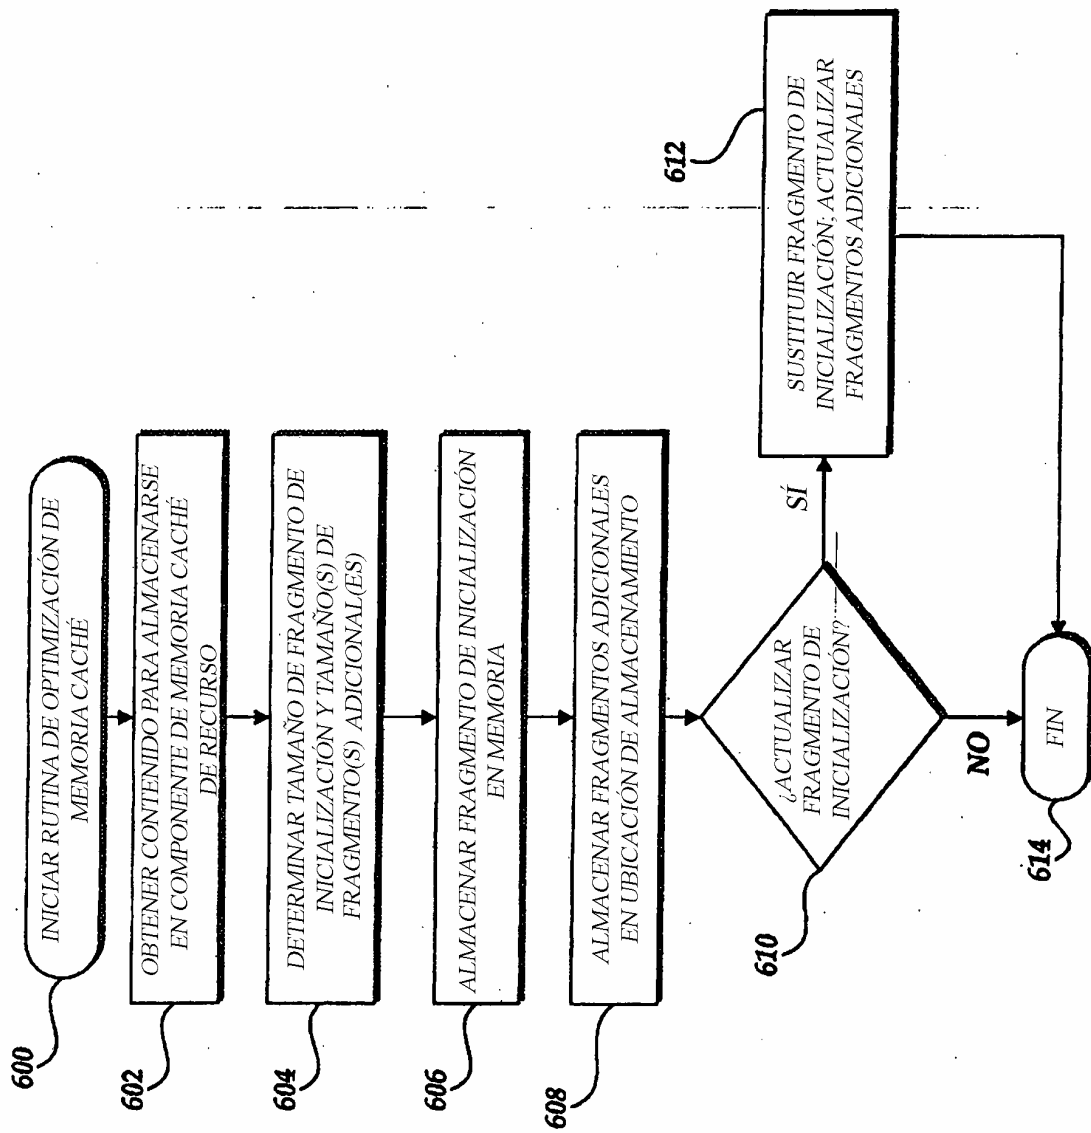 600
INICIAR RUTINA DE OPTIMIZACIÓN DE
MEMORIA CACHÉ
602
OBTENER CONTENIDO PARA ALMACENARSE
EN COMPONENTE DE MEMORIA CACHÉ
DE RECURSO
604
DETERMINAR TAMAÑO DE FRAGMENTO DE
INICIALIZACIÓN Y TAMAÑO(S) DE
FRAGMENTO(S) ADICIONAL(ES)
606
ALMACENAR FRAGMENTO DE INICIALIZACIÓN
EN MEMORIA
608
ALMACENAR FRAGMENTOS ADICIONALES
EN UBICACIÓN DE ALMACENAMIENTO
610
¿ACTUALIZAR
FRAGMENTO DE
INICIALIZACIÓN?
SÍ
612
SUSTITUIR FRAGMENTO DE
INICIALIZACIÓN; ACTUALIZAR
FRAGMENTOS ADICIONALES
NO
614
FIN